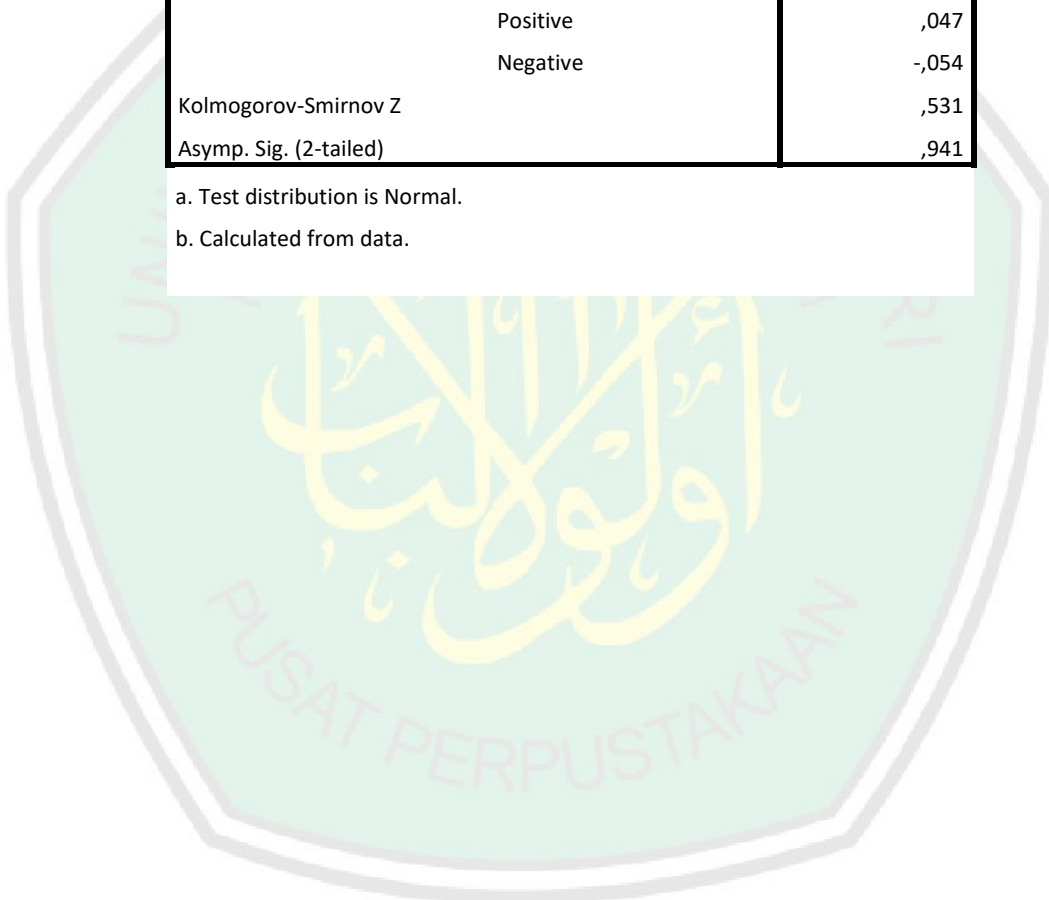 Positive ,047
Negative -,054
Kolmogorov-Smirnov Z ,531
Asymp. Sig. (2-tailed) ,941
a. Test distribution is Normal.
b. Calculated from data.
PUSAT PERPUSTAKAAN